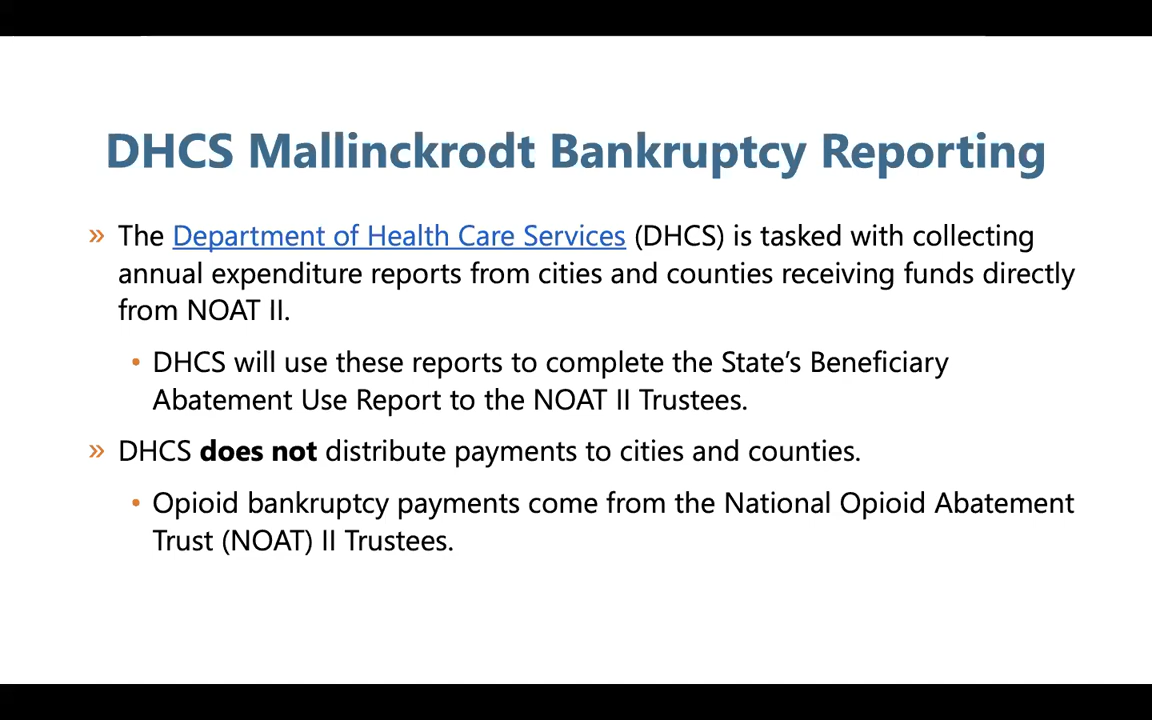 DHCS Mallinckrodt Bankruptcy Reporting
» The Department of Health Care Services (DHCS) is tasked with collecting
annual expenditure reports from cities and counties receiving funds directly
from NOAT II.
• DHCS will use these reports to complete the State’s Beneficiary
Abatement Use Report to the NOAT II Trustees.
» DHCS does not distribute payments to cities and counties.
• Opioid bankruptcy payments come from the National Opioid Abatement
Trust (NOAT) II Trustees.